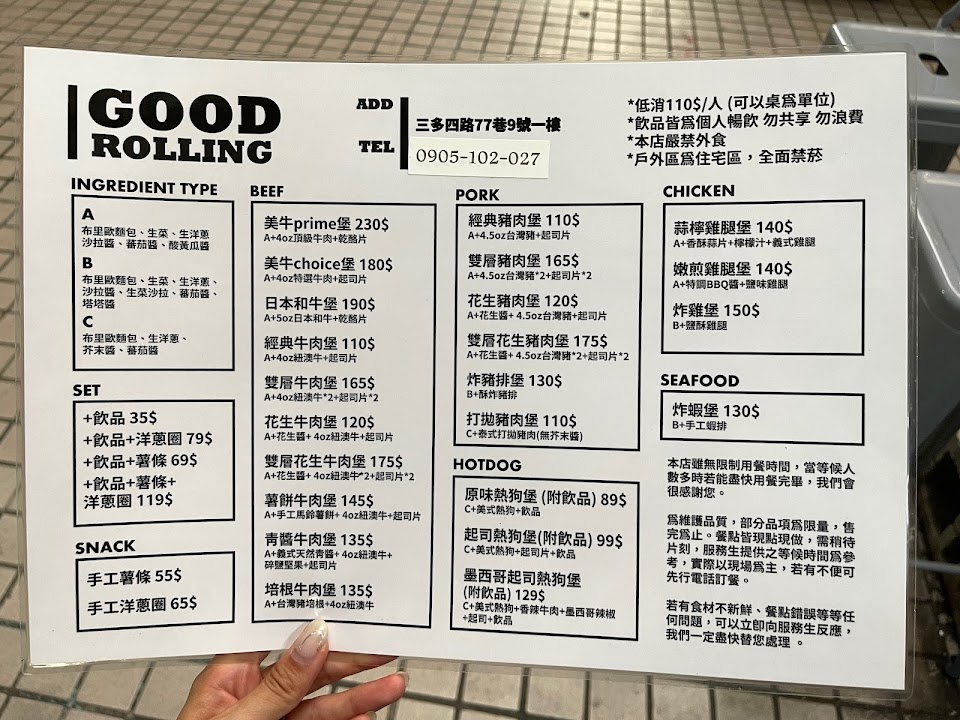 GOOD
ROLLING
ADD
三多四路77巷9號一樓
TEL
0905-102-027
*低消110$/人 (可以桌爲單位)
*飲品皆爲個人暢飲 勿共享 勿浪費
*本店嚴禁外食
*戶外區爲住宅區，全面禁菸
INGREDIENT TYPE
A
布里歐麵包、生菜、生洋蔥
沙拉醬、蕃茄醬、酸黃瓜醬
B
布里歐麵包、生菜、生洋蔥、
沙拉醬、生菜沙拉、蕃茄醬、
塔塔醬
C
布里歐麵包、生洋蔥、
芥末醬、蕃茄醬
SET
+飲品 35$
+飲品+洋蔥圈 79$
+飲品+薯條 69$
+飲品+薯條+
洋蔥圈 119$
SNACK
手工薯條 55$
手工洋蔥圈 65$
BEEF
美牛prime堡 230$
A+4oz頂級牛肉+乾酪片
美牛choice堡 180$
A+4oz特選牛肉+起司片
日本和牛堡 190$
A+5oz日本和牛+乾酪片
經典牛肉堡 110$
A+4oz紐澳牛+起司片
雙層牛肉堡 165$
A+4oz紐澳牛*2+起司片*2
花生牛肉堡 120$
A+花生醬+ 4oz紐澳牛+起司片
雙層花生牛肉堡 175$
A+花生醬+ 4oz紐澳牛*2+起司片*2
薯餅牛肉堡 145$
A+手工馬鈴薯餅+ 4oz紐澳牛+起司片
青醬牛肉堡 135$
A+義式天然青醬+ 4oz紐澳牛+
碎鹽堅果+起司片
培根牛肉堡 135$
A+台灣豬培根+4oz紐澳牛
PORK
經典豬肉堡 110$
A+4.5oz台灣豬+起司片
雙層豬肉堡 165$
A+4.5oz台灣豬*2+起司片*2
花生豬肉堡 120$
A+花生醬+ 4.5oz台灣豬+起司片
雙層花生豬肉堡 175$
A+花生醬+ 4.5oz台灣豬*2+起司片*2
炸豬排堡 130$
B+酥炸豬排
打拋豬肉堡 110$
C+泰式打拋豬肉(無芥末醬)
HOTDOG
原味熱狗堡 (附飲品) 89$
C+美式熱狗+飲品
起司熱狗堡(附飲品) 99$
C+美式熱狗+起司片+飲品
墨西哥起司熱狗堡
(附飲品) 129$
C+美式熱狗+香辣牛肉+墨西哥辣椒
+起司+飲品
CHICKEN
蒜檸雞腿堡 140$
A+香酥蒜片+檸檬汁+義式雞腿
嫩煎雞腿堡 140$
A+特調BBQ醬+鹽味雞腿
炸雞堡 150$
B+鹽酥雞腿
SEAFOOD
炸蝦堡 130$
B+手工蝦排
本店雖無限制用餐時間，當等候人
數多時若能盡快用餐完畢，我們會
很感謝您。
爲維護品質，部分品項爲限量，售
完爲止。餐點皆現點現做，需稍待
片刻，服務生提供之等候時間爲參
考，實際以現場爲主，若有不便可
先行電話訂餐。
若有食材不新鮮、餐點錯誤等等任
何問題，可以立即向服務生反應，
我們一定盡快替您處理 。